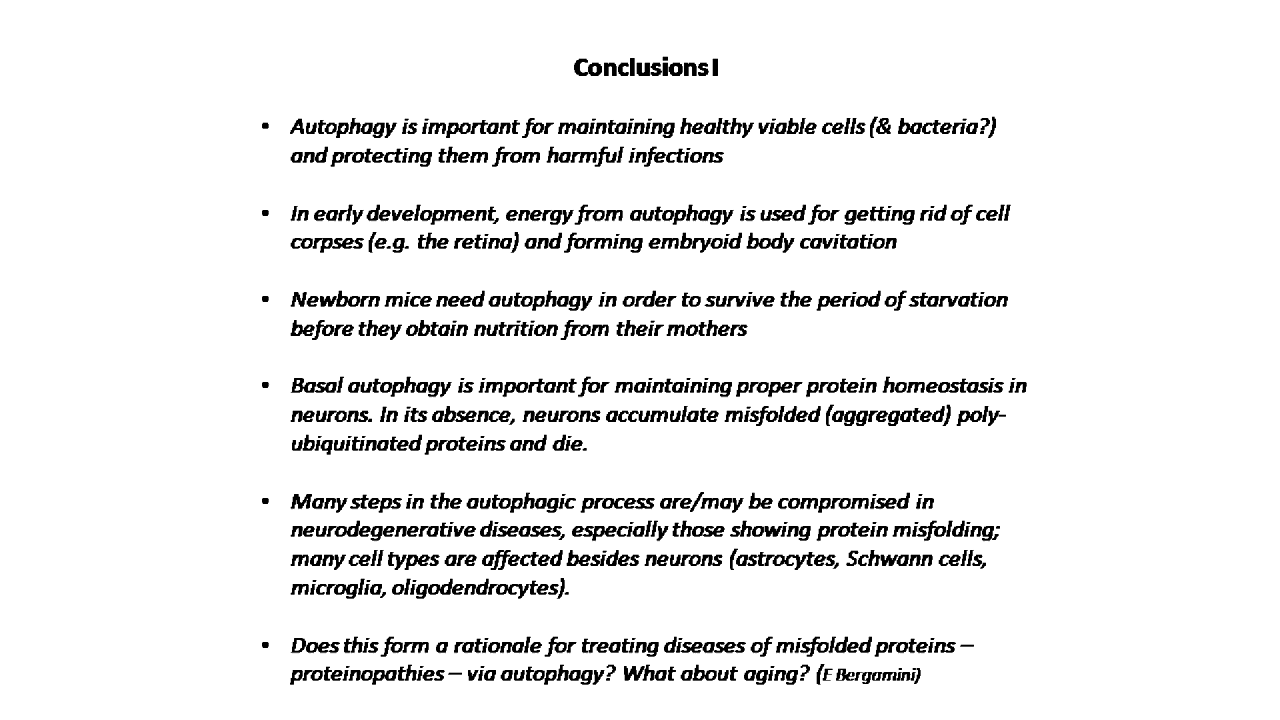 Conclusions I
• Autophagy is important for maintaining healthy viable cells (& bacteria?)
and protecting them from harmful infections
• In early development, energy from autophagy is used for getting rid of cell
corpses (e.g. the retina) and forming embryoid body cavitation
• Newborn mice need autophagy in order to survive the period of starvation
before they obtain nutrition from their mothers
• Basal autophagy is important for maintaining proper protein homeostasis in
neurons. In its absence, neurons accumulate misfolded (aggregated) poly-
ubiquitinated proteins and die.
• Many steps in the autophagic process are/may be compromised in
neurodegenerative diseases, especially those showing protein misfolding;
many cell types are affected besides neurons (astrocytes, Schwann cells,
microglia, oligodendrocytes).
• Does this form a rationale for treating diseases of misfolded proteins –
proteinopathies – via autophagy? What about aging? (E Bergamini)